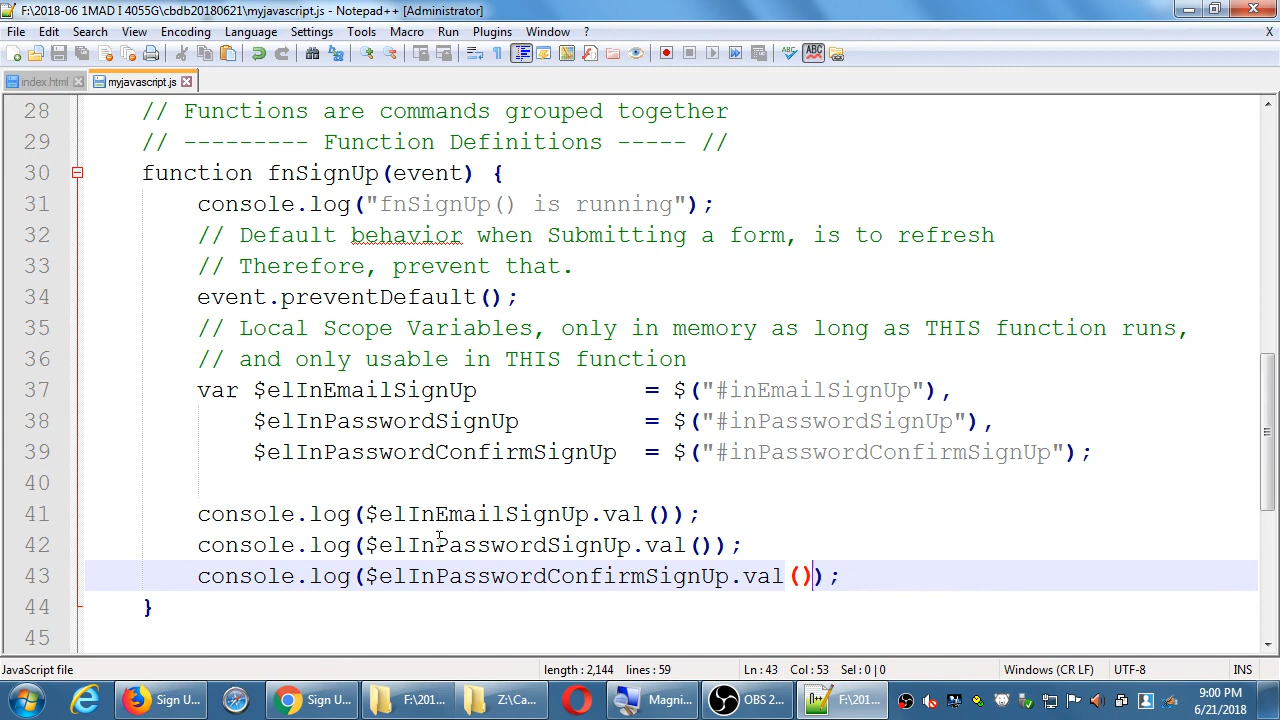 F:\2018-06 1MAD I 4055G\cbdb20180621\myjavascript.js - Notepad++ [Administrator]
File Edit Search View Encoding Language Settings Tools Macro Run Plugins Window ? X
index.html myjavascript.js
28 // Functions are commands grouped together
29 // --------- Function Definitions ----- //
30 function fnSignUp(event) {
31 console.log("fnSignUp() is running");
32 // Default behavior when Submitting a form, is to refresh
33 // Therefore, prevent that.
34 event.preventDefault();
35 // Local Scope Variables, only in memory as long as THIS function runs,
36 // and only usable in THIS function
37 var $elInEmailSignUp = $("#inEmailSignUp"),
38 $elInPasswordSignUp = $("#inPasswordSignUp"),
39 $elInPasswordConfirmSignUp = $("#inPasswordConfirmSignUp");
40
41 console.log($elInEmailSignUp.val());
42 console.log($elInPasswordSignUp.val());
43 console.log($elInPasswordConfirmSignUp.val());
44 }
45
JavaScript file length : 2,144 lines : 59 Ln : 43 Col : 53 Sel : 0 | 0 Windows (CR LF) UTF-8 INS
Sign U... Sign U... F:\201... Z:\Ca... Magni... OBS 2... F:\201... 9:00 PM
6/21/2018